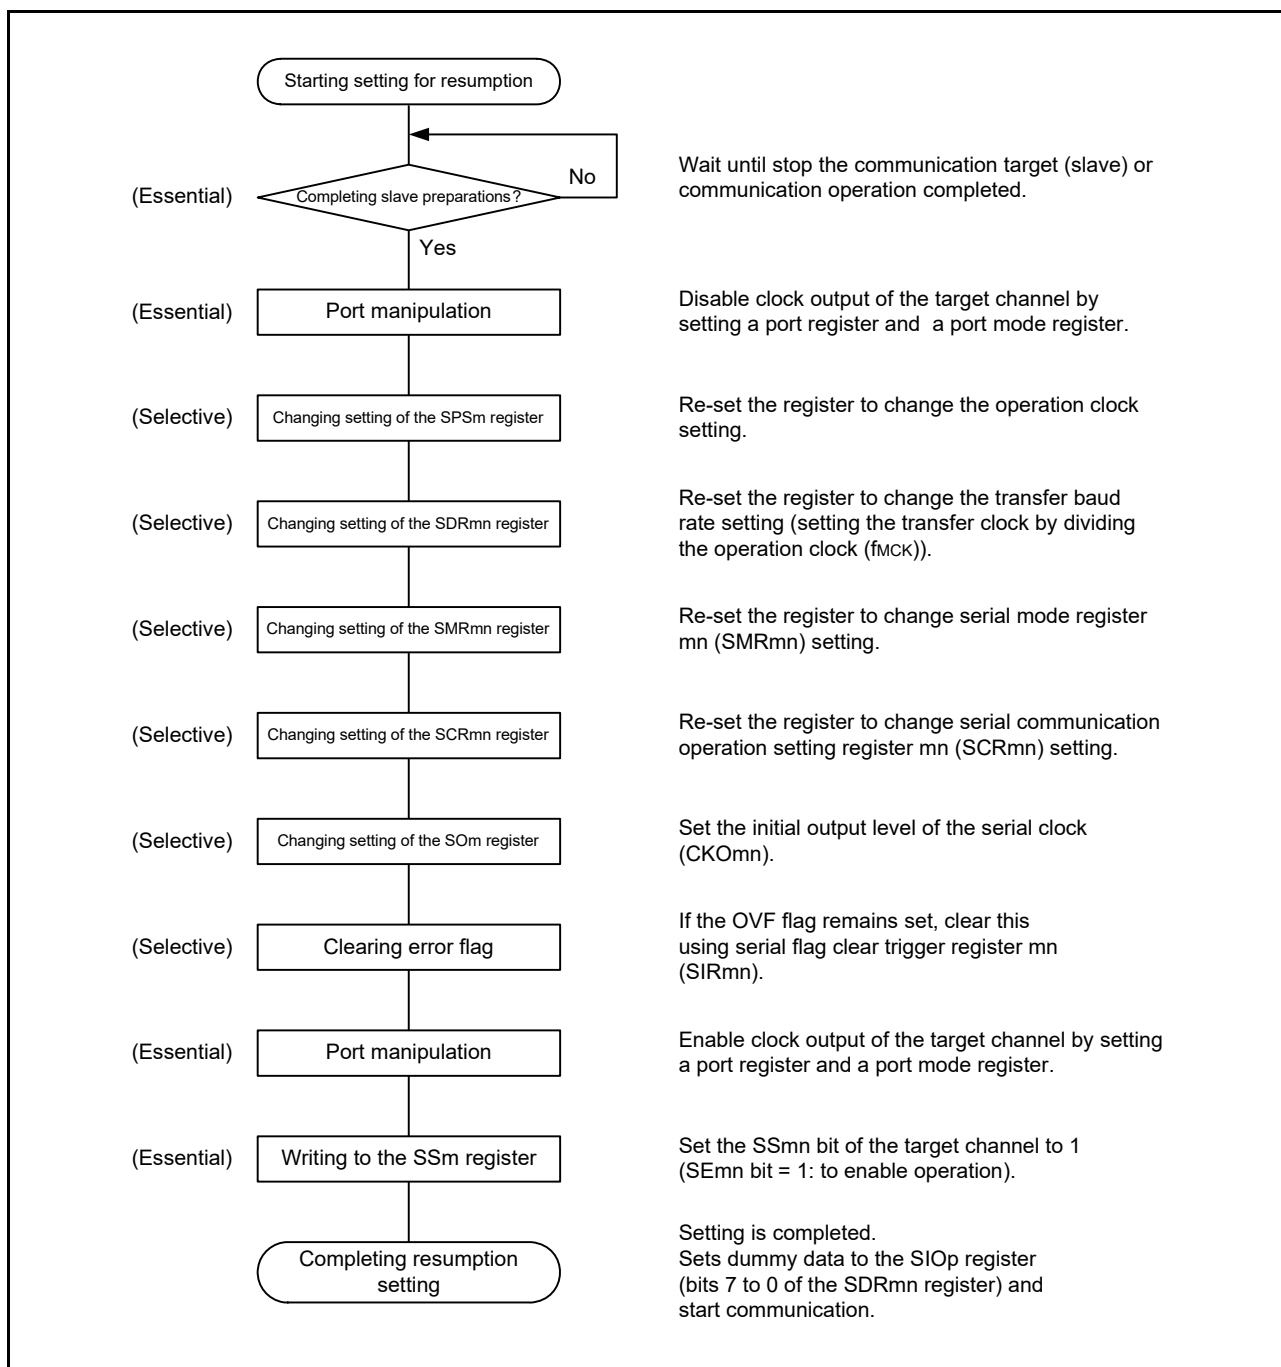 Starting setting for resumption
(Essential)
Completing slave preparations?
No
Wait until stop the communication target (slave) or
communication operation completed.
Yes
(Essential)
Port manipulation
Disable clock output of the target channel by
setting a port register and  a port mode register.
(Selective)
Changing setting of the SPSm register
Re-set the register to change the operation clock
setting.
(Selective)
Changing setting of the SDRmn register
Re-set the register to change the transfer baud
rate setting (setting the transfer clock by dividing
the operation clock (fMCK)).
(Selective)
Changing setting of the SMRmn register
Re-set the register to change serial mode register
mn (SMRmn) setting.
(Selective)
Changing setting of the SCRmn register
Re-set the register to change serial communication
operation setting register mn (SCRmn) setting.
(Selective)
Changing setting of the SOm register
Set the initial output level of the serial clock
(CKOmn).
(Selective)
Clearing error flag
If the OVF flag remains set, clear this
using serial flag clear trigger register mn
(SIRmn).
(Essential)
Port manipulation
Enable clock output of the target channel by setting
a port register and a port mode register.
(Essential)
Writing to the SSm register
Set the SSmn bit of the target channel to 1
(SEmn bit = 1: to enable operation).
Completing resumption
setting
Setting is completed.
Sets dummy data to the SIOp register
(bits 7 to 0 of the SDRmn register) and
start communication.